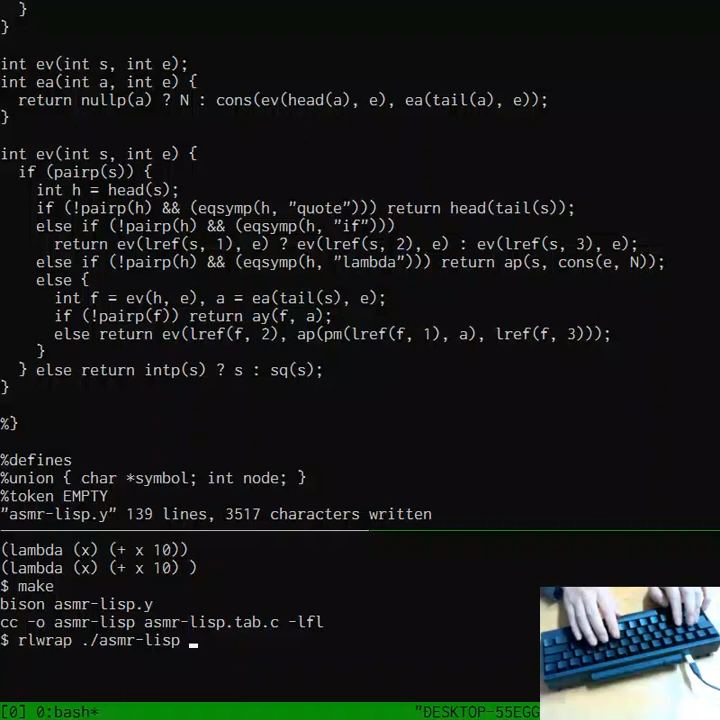 }
}
int ev(int s, int e);
int ea(int a, int e) {
  return nullp(a) ? N : cons(ev(head(a), e), ea(tail(a), e));
}
int ev(int s, int e) {
  if (pairp(s)) {
    int h = head(s);
    if (!pairp(h) && (eqsymp(h, "quote"))) return head(tail(s));
    else if (!pairp(h) && (eqsymp(h, "if")))
      return ev(lref(s, 1), e) ? ev(lref(s, 2), e) : ev(lref(s, 3), e);
    else if (!pairp(h) && (eqsymp(h, "lambda"))) return ap(s, cons(e, N));
    else {
      int f = ev(h, e), a = ea(tail(s), e);
      if (!pairp(f)) return ay(f, a);
      else return ev(lref(f, 2), ap(pm(lref(f, 1), a), lref(f, 3)));
    }
  } else return intp(s) ? s : sq(s);
}
%}
%defines
%union { char *symbol; int node; }
%token EMPTY
"asmr-lisp.y" 139 lines, 3517 characters written
(lambda (x) (+ x 10))
(lambda (x) (+ x 10) )
$ make
bison asmr-lisp.y
cc -o asmr-lisp asmr-lisp.tab.c -lfl
$ rlwrap ./asmr-lisp
[0] 0:bash* "DESKTOP-55EGG